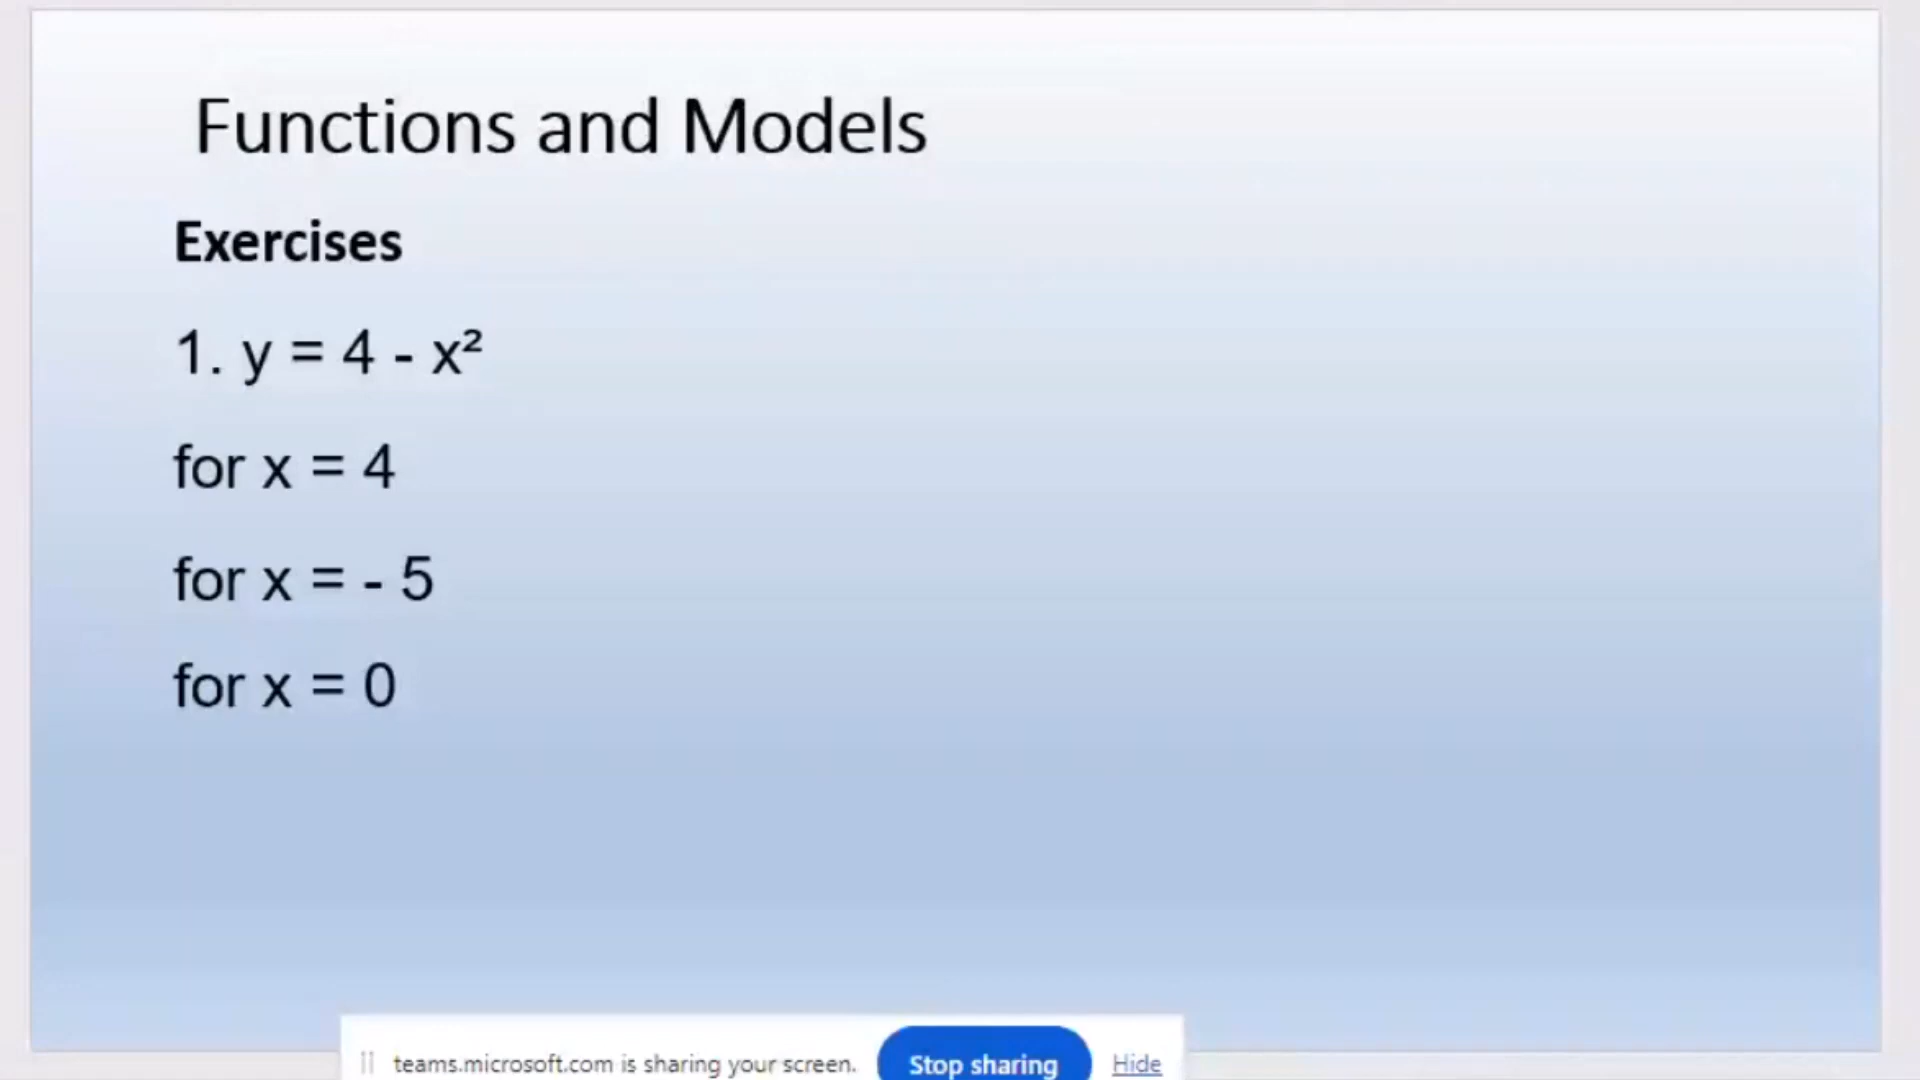 Functions and Models
Exercises
1. y = 4 - x²
for x = 4
for x = - 5
for x = 0
teams.microsoft.com is sharing your screen. Stop sharing Hide